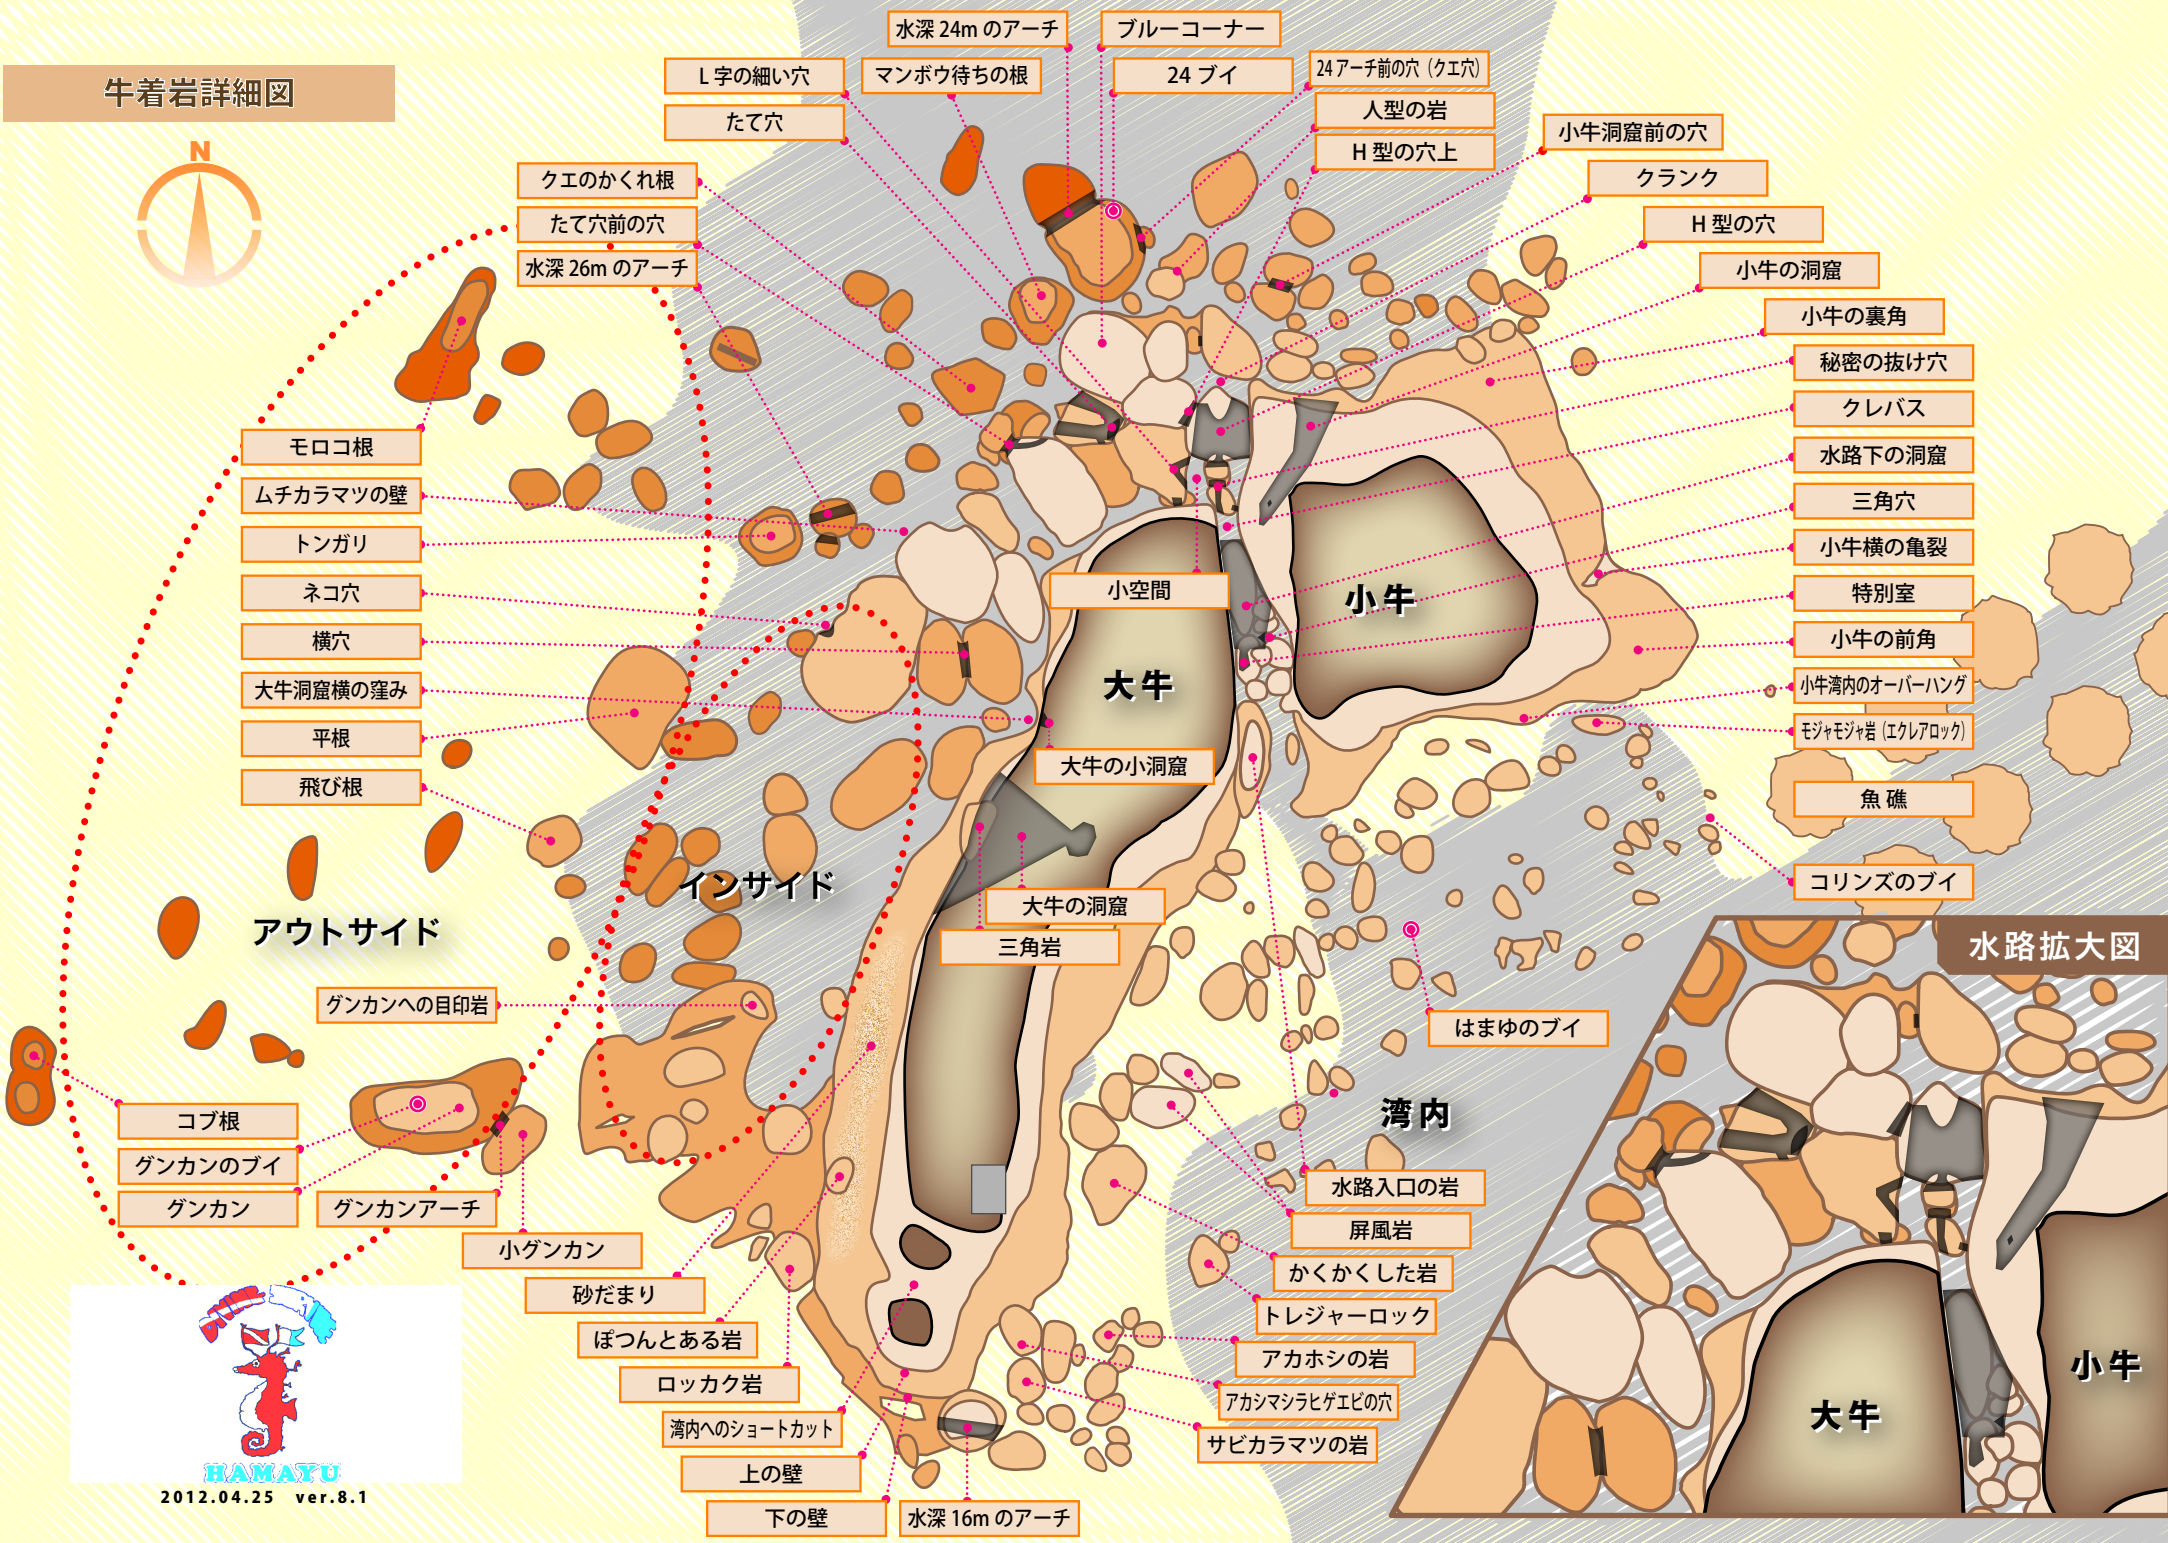 牛着岩詳細図
N
水深24mのアーチ
ブルーコーナー
L字の細い穴
マンボウ待ちの根
24ブイ
24アーチ前の穴（クエ穴）
たて穴
人型の岩
H型の穴上
小牛洞窟前の穴
クエのかくれ根
クランク
たて穴前の穴
H型の穴
水深26mのアーチ
小牛の洞窟
小牛の裏角
秘密の抜け穴
クレバス
モロコ根
水路下の洞窟
ムチカラマツの壁
三角穴
トンガリ
小牛横の亀裂
ネコ穴
小空間
小牛
特別室
横穴
小牛の前角
大牛洞窟横の窪み
大牛
小牛湾内のオーバーハング
平根
モジャモジャ岩（エクレアロック）
大牛の小洞窟
飛び根
魚礁
インサイド
コリンズのブイ
大牛の洞窟
アウトサイド
三角岩
水路拡大図
グンカンへの目印岩
はまゆのブイ
コブ根
湾内
グンカンのブイ
グンカン
グンカンアーチ
水路入口の岩
屏風岩
小グンカン
かくかくした岩
砂だまり
トレジャーロック
ぽつんとある岩
アカホシの岩
小牛
ロッカク岩
アカシマシラヒゲエビの穴
大牛
湾内へのショートカット
サビカラマツの岩
上の壁
下の壁
水深16mのアーチ
DIVING
HAMAYU
2012.04.25 ver.8.1